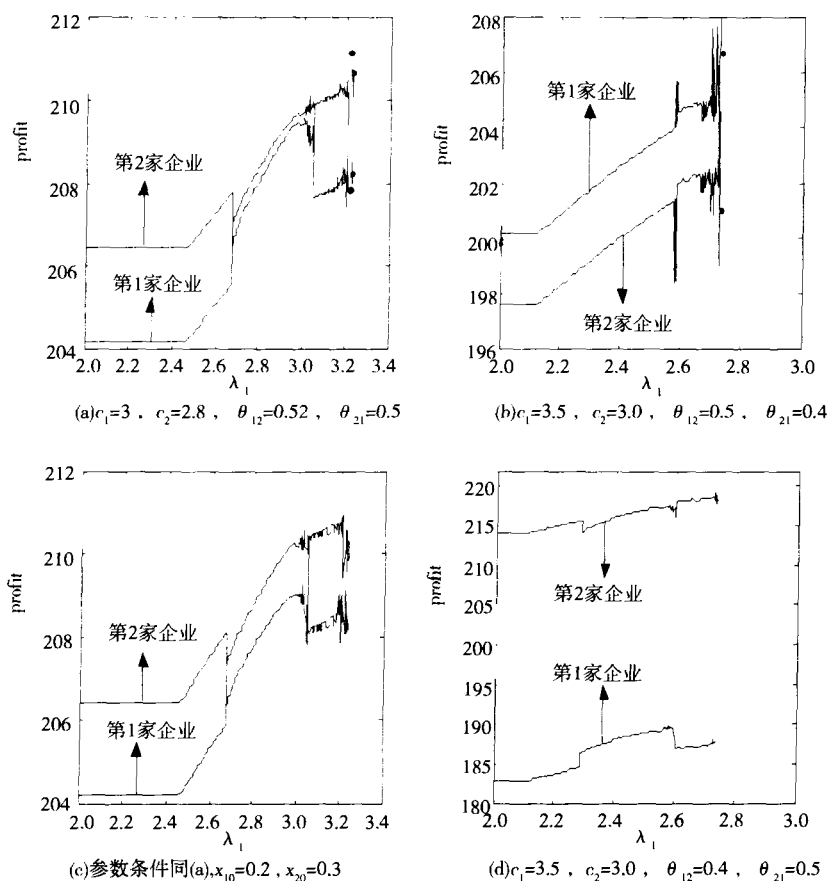 212
210
208
206
204
profit
第2家企业
第1家企业
2.0 2.2 2.4 2.6 2.8 3.0 3.2 3.4
λ₁
(a)c₁=3 , c₂=2.8 , θ₁₂=0.52 , θ₂₁=0.5
208
206
204
202
200
198
196
profit
第1家企业
第2家企业
2.0 2.2 2.4 2.6 2.8 3.0
λ₁
(b)c₁=3.5 , c₂=3.0 , θ₁₂=0.5 , θ₂₁=0.4
212
210
208
206
204
profit
第2家企业
第1家企业
2.0 2.2 2.4 2.6 2.8 3.0 3.2 3.4
λ₁
(c)参数条件同(a),x₁₀=0.2 , x₂₀=0.3
220
215
210
205
200
195
190
185
180
profit
第2家企业
第1家企业
2.0 2.2 2.4 2.6 2.8 3.0
λ₁
(d)c₁=3.5 , c₂=3.0 , θ₁₂=0.4 , θ₂₁=0.5